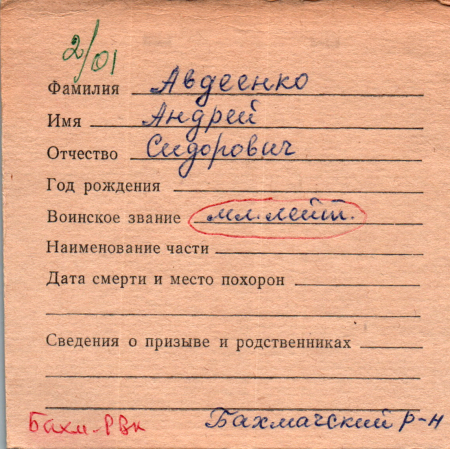 2/01
Фамилия Авдеенко
Имя Андрей
Отчество Сидорович
Год рождения
Воинское звание мл. лейт.
Наименование части
Дата смерти и место похорон
Сведения о призыве и родственниках
Бахм. РВк Бахмачский р-н